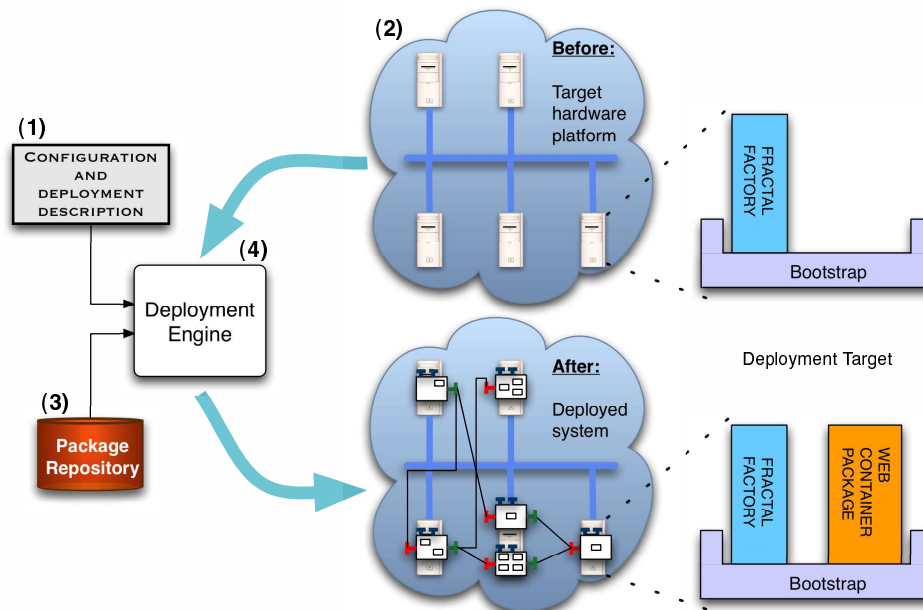 (1)
CONFIGURATION
AND
DEPLOYMENT
DESCRIPTION
(2)
Before:
Target
hardware
platform
FRACTAL
FACTORY
Bootstrap
(4)
Deployment
Engine
(3)
Package
Repository
After:
Deployed
system
Deployment Target
FRACTAL
FACTORY
WEB
CONTAINER
PACKAGE
Bootstrap